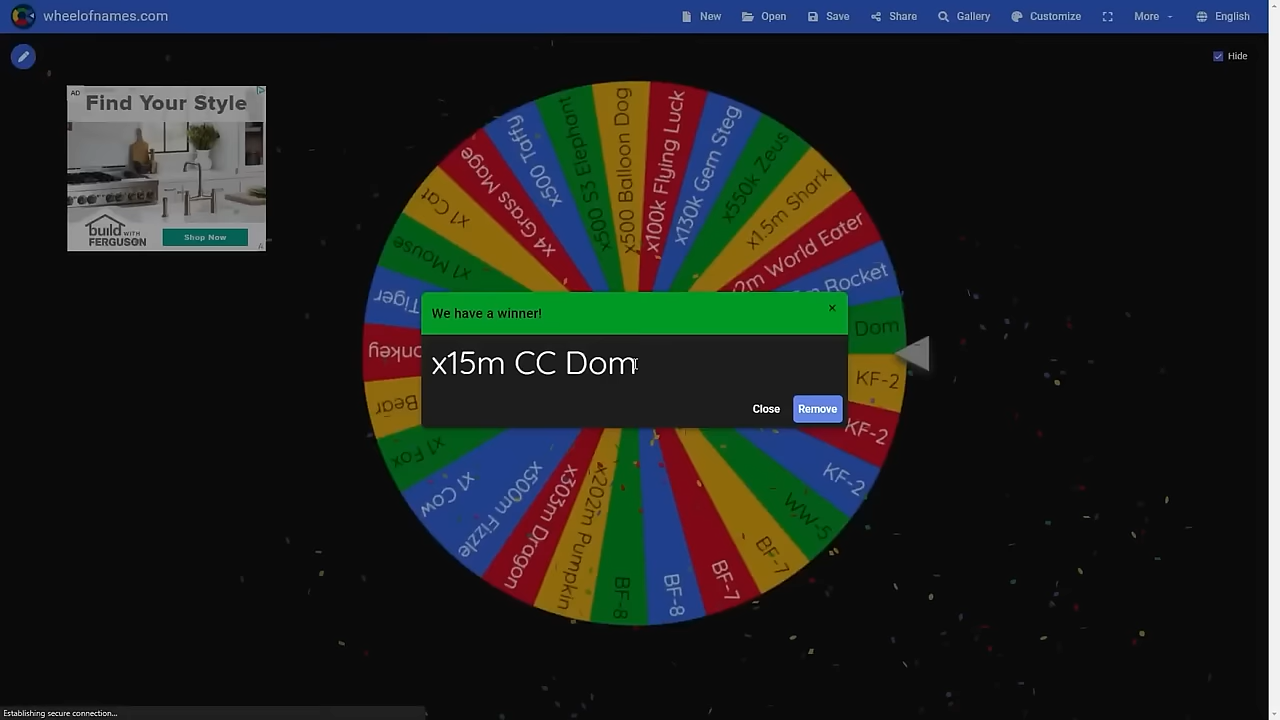 wheelofnames.com
New
Open
Save
Share
Gallery
Customize
More
English
Hide
AD
Find Your Style
build WITH
FERGUSON
Shop Now
x500 Balloon Dog
x100k Flying Luck
x130k Gem Steg
x550k Zeus
x1.5m Shark
2m World Eater
Rocket
Dom
KF-2
KF-2
KF-2
WW-5
BF-7
BF-7
BF-8
BF-8
x202m Pumpkin
x303m Dragon
x500m Fizzle
x1 Cow
x1 Fox
Bear
onkey
Tiger
x1 Mouse
x1 Cat
x4 Grass Mage
x500 Taffy
x500 S3 Elephant
We have a winner!
×
x15m CC Dom
Close
Remove
Establishing secure connection...